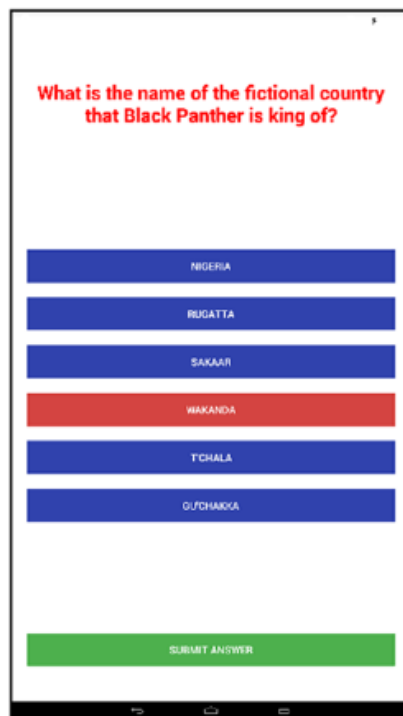 What is the name of the fictional country
that Black Panther is king of?
NIGERIA
RUGATTA
SAKAAR
WAKANDA
T'CHALA
GU'CHAKKA
SUBMIT ANSWER